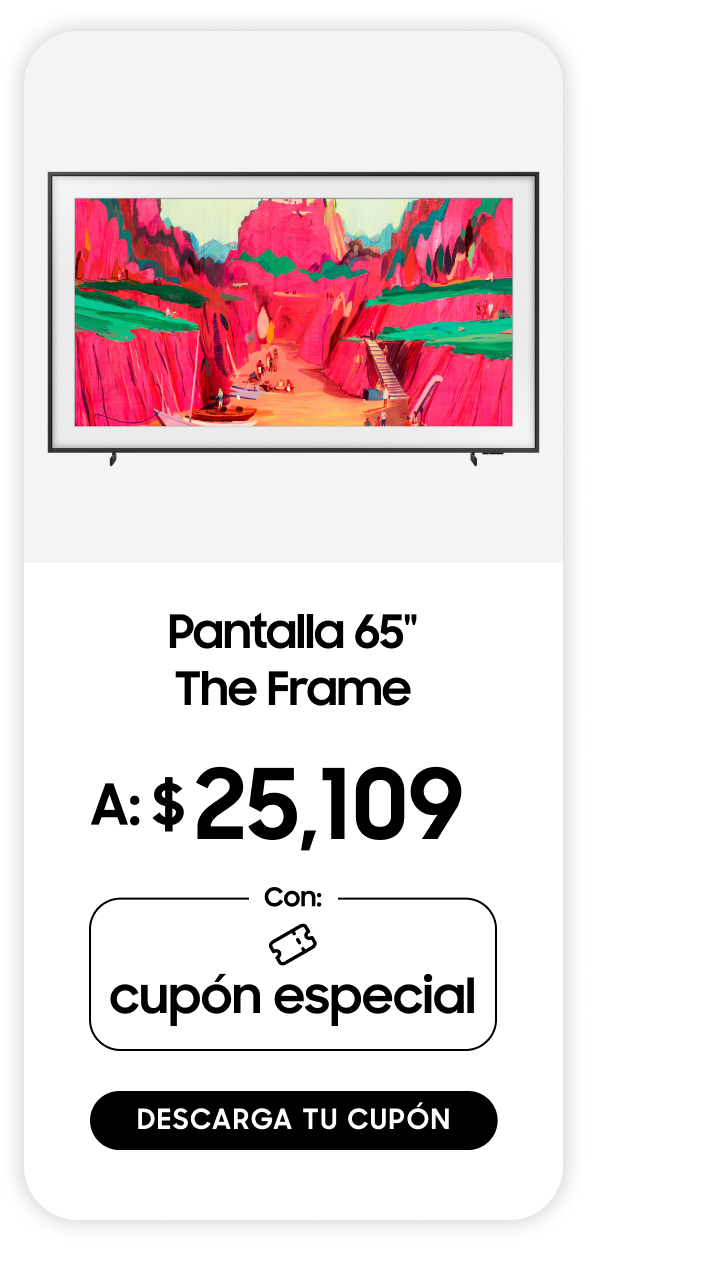 Pantalla 65"
The Frame
A: $25,109
Con:
cupón especial
DESCARGA TU CUPÓN